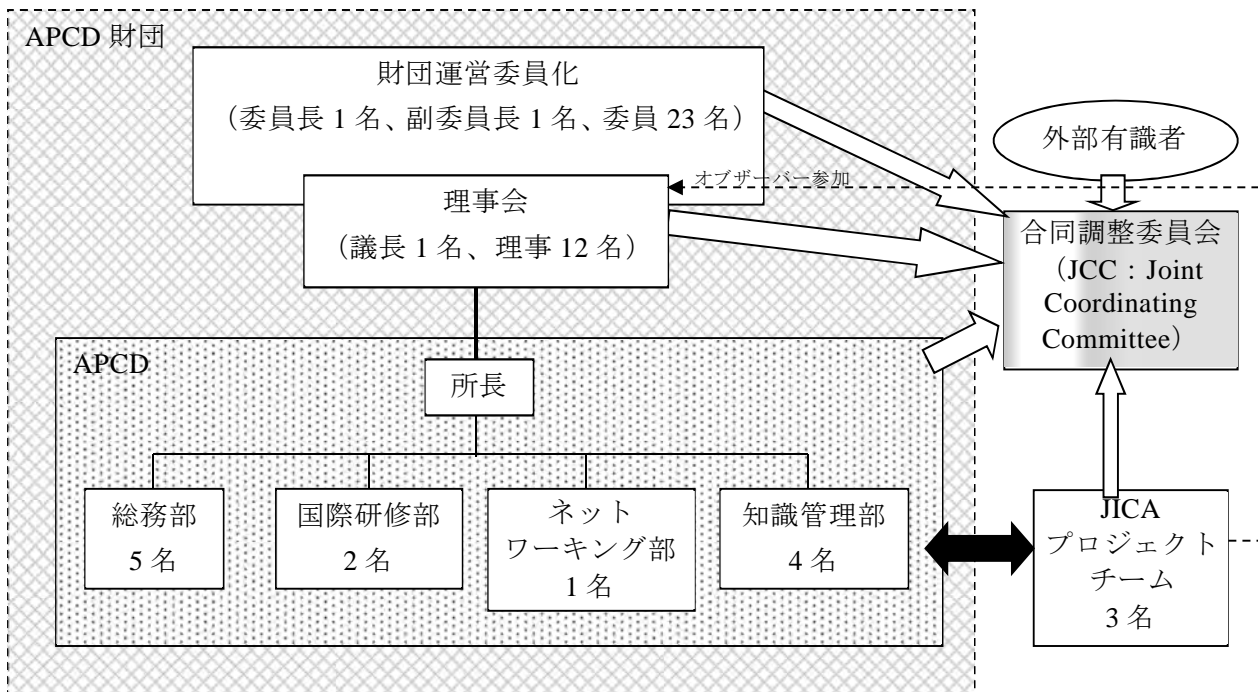 APCD 財団
財団運営委員化
（委員長 1 名、副委員長 1 名、委員 23 名）
外部有識者
オブザーバー参加
理事会
（議長 1 名、理事 12 名）
合同調整委員会
（JCC：Joint
Coordinating
Committee）
APCD
所長
総務部
5 名
国際研修部
2 名
ネット
ワーキング部
1 名
知識管理部
4 名
JICA
プロジェクト
チーム
3 名